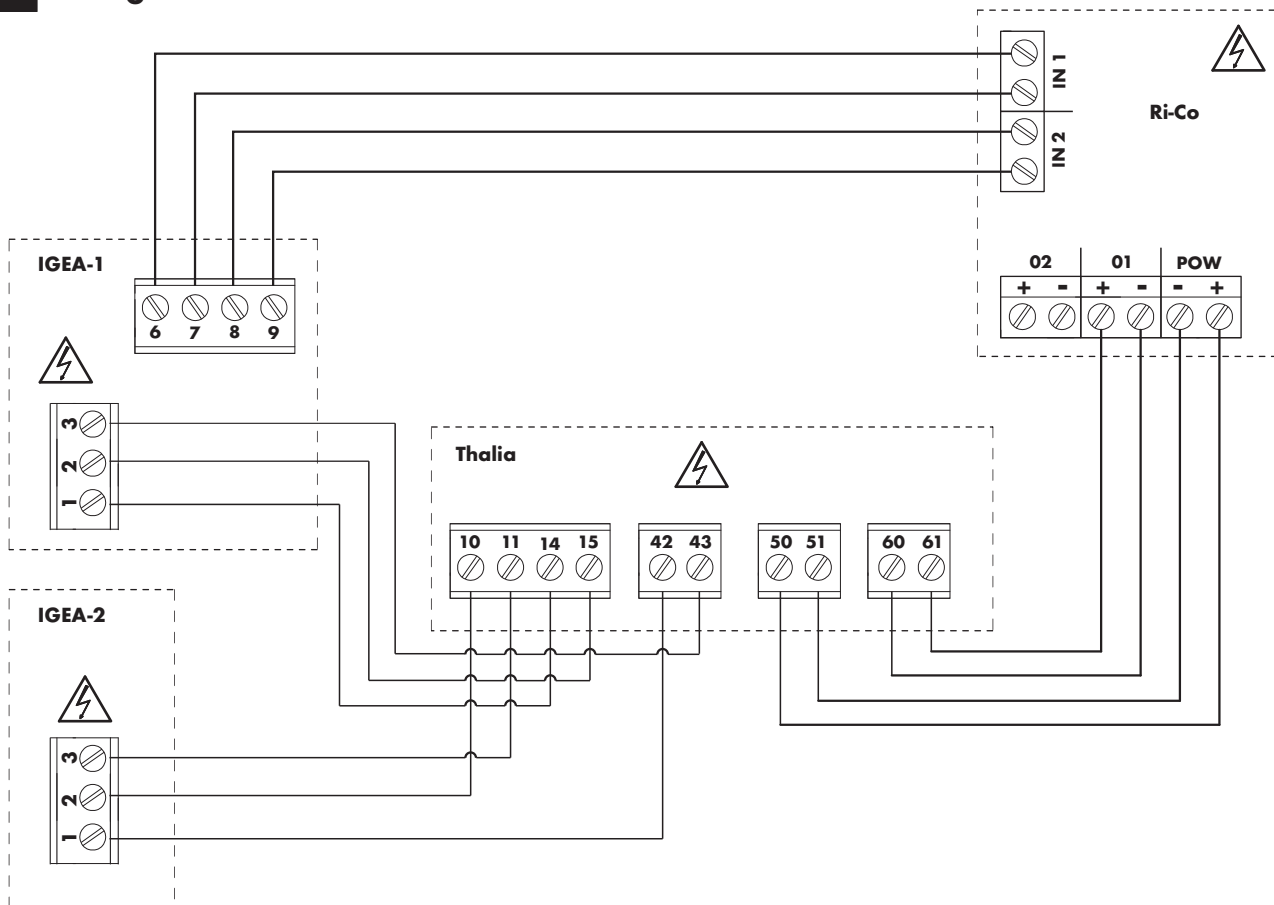 IN 1
Ri-Co
IN 2
IGEA-1
02 01 POW
+ - + - - +
6 7 8 9
3
2
1
Thalia
10 11 14 15 42 43 50 51 60 61
IGEA-2
3
2
1